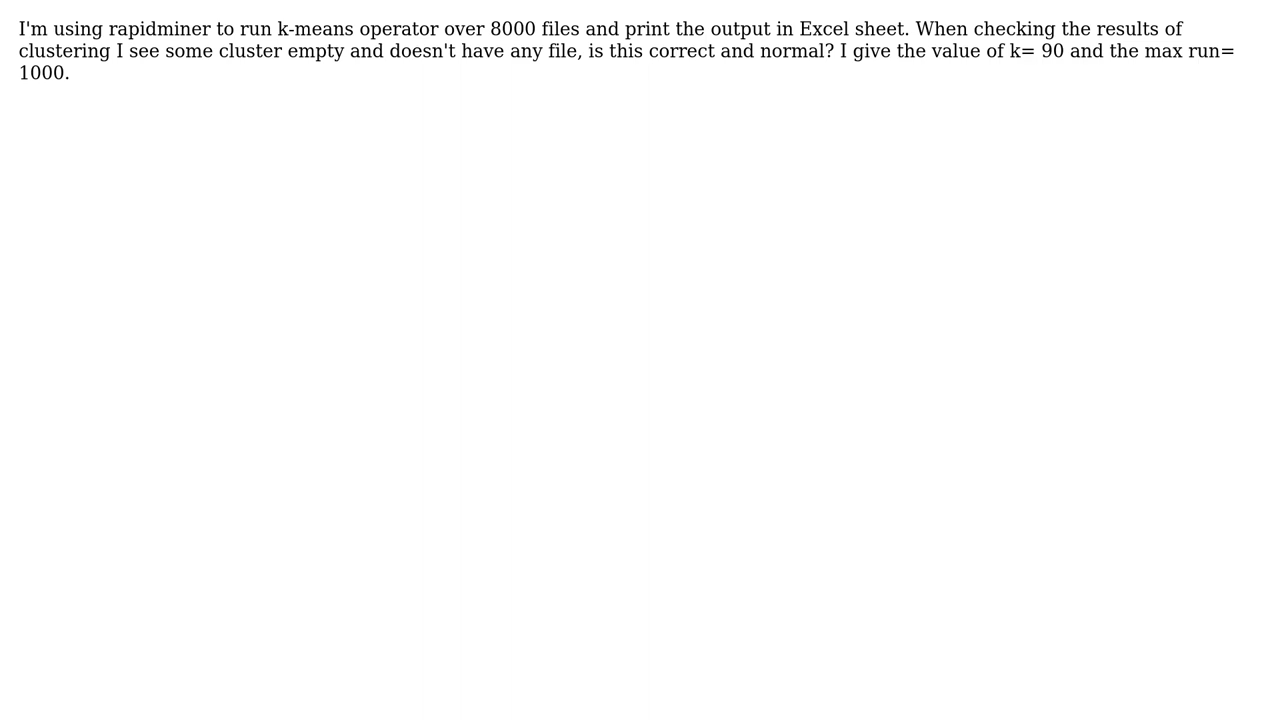 I'm using rapidminer to run k-means operator over 8000 files and print the output in Excel sheet. When checking the results of
clustering I see some cluster empty and doesn't have any file, is this correct and normal? I give the value of k= 90 and the max run=
1000.